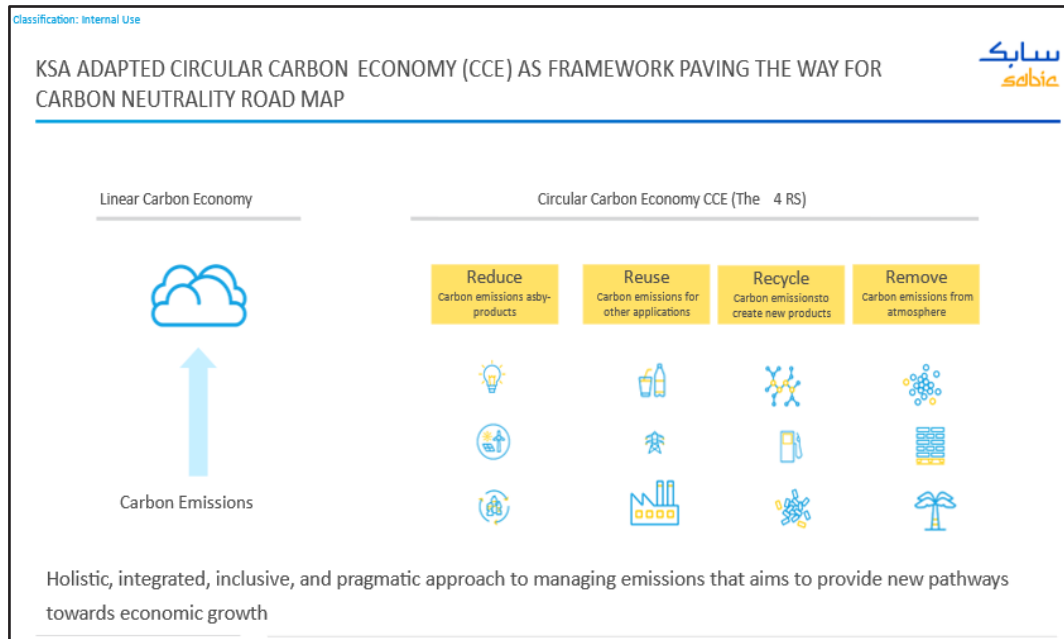 Classification: Internal Use
سابك
sabic
KSA ADAPTED CIRCULAR CARBON ECONOMY (CCE) AS FRAMEWORK PAVING THE WAY FOR
CARBON NEUTRALITY ROAD MAP
Linear Carbon Economy
Circular Carbon Economy CCE (The 4 RS)
Reduce
Carbon emissions asby-
products
Reuse
Carbon emissions for
other applications
Recycle
Carbon emissionsto
create new products
Remove
Carbon emissions from
atmosphere
Carbon Emissions
Holistic, integrated, inclusive, and pragmatic approach to managing emissions that aims to provide new pathways
towards economic growth